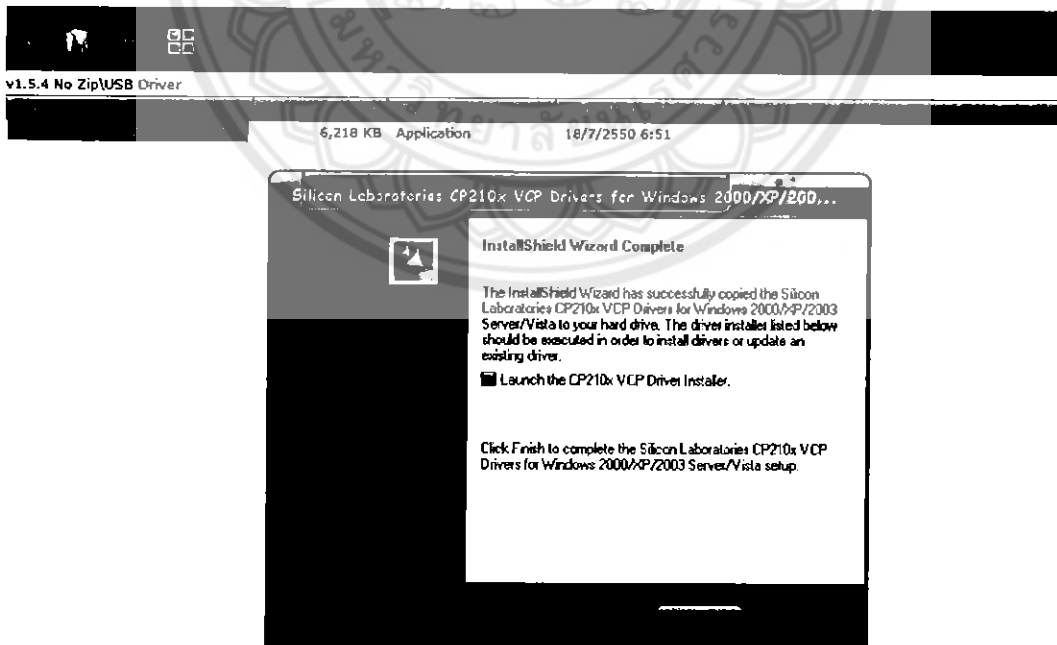 v1.5.4 No Zip\USB Driver
6,218 KB Application 18/7/2550 6:51
Silicon Laboratories CP210x VCP Drivers for Windows 2000/XP/200...
InstallShield Wizard Complete
The InstallShield Wizard has successfully copied the Silicon
Laboratories CP210x VCP Drivers for Windows 2000/XP/2003
Server/Vista to your hard drive. The driver installer listed below
should be executed in order to install drivers or update an
existing driver.
Launch the CP210x VCP Driver Installer.
Click Finish to complete the Silicon Laboratories CP210x VCP
Drivers for Windows 2000/XP/2003 Server/Vista setup.